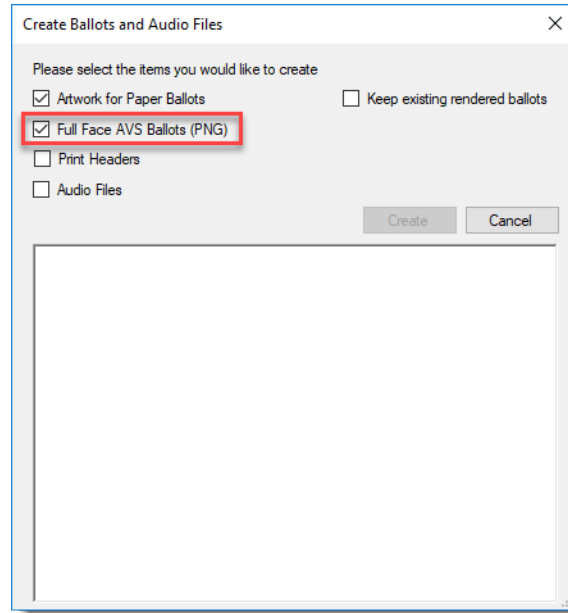 Create Ballots and Audio Files
Please select the items you would like to create
Artwork for Paper Ballots
Keep existing rendered ballots
Full Face AVS Ballots (PNG)
Print Headers
Audio Files
Create
Cancel